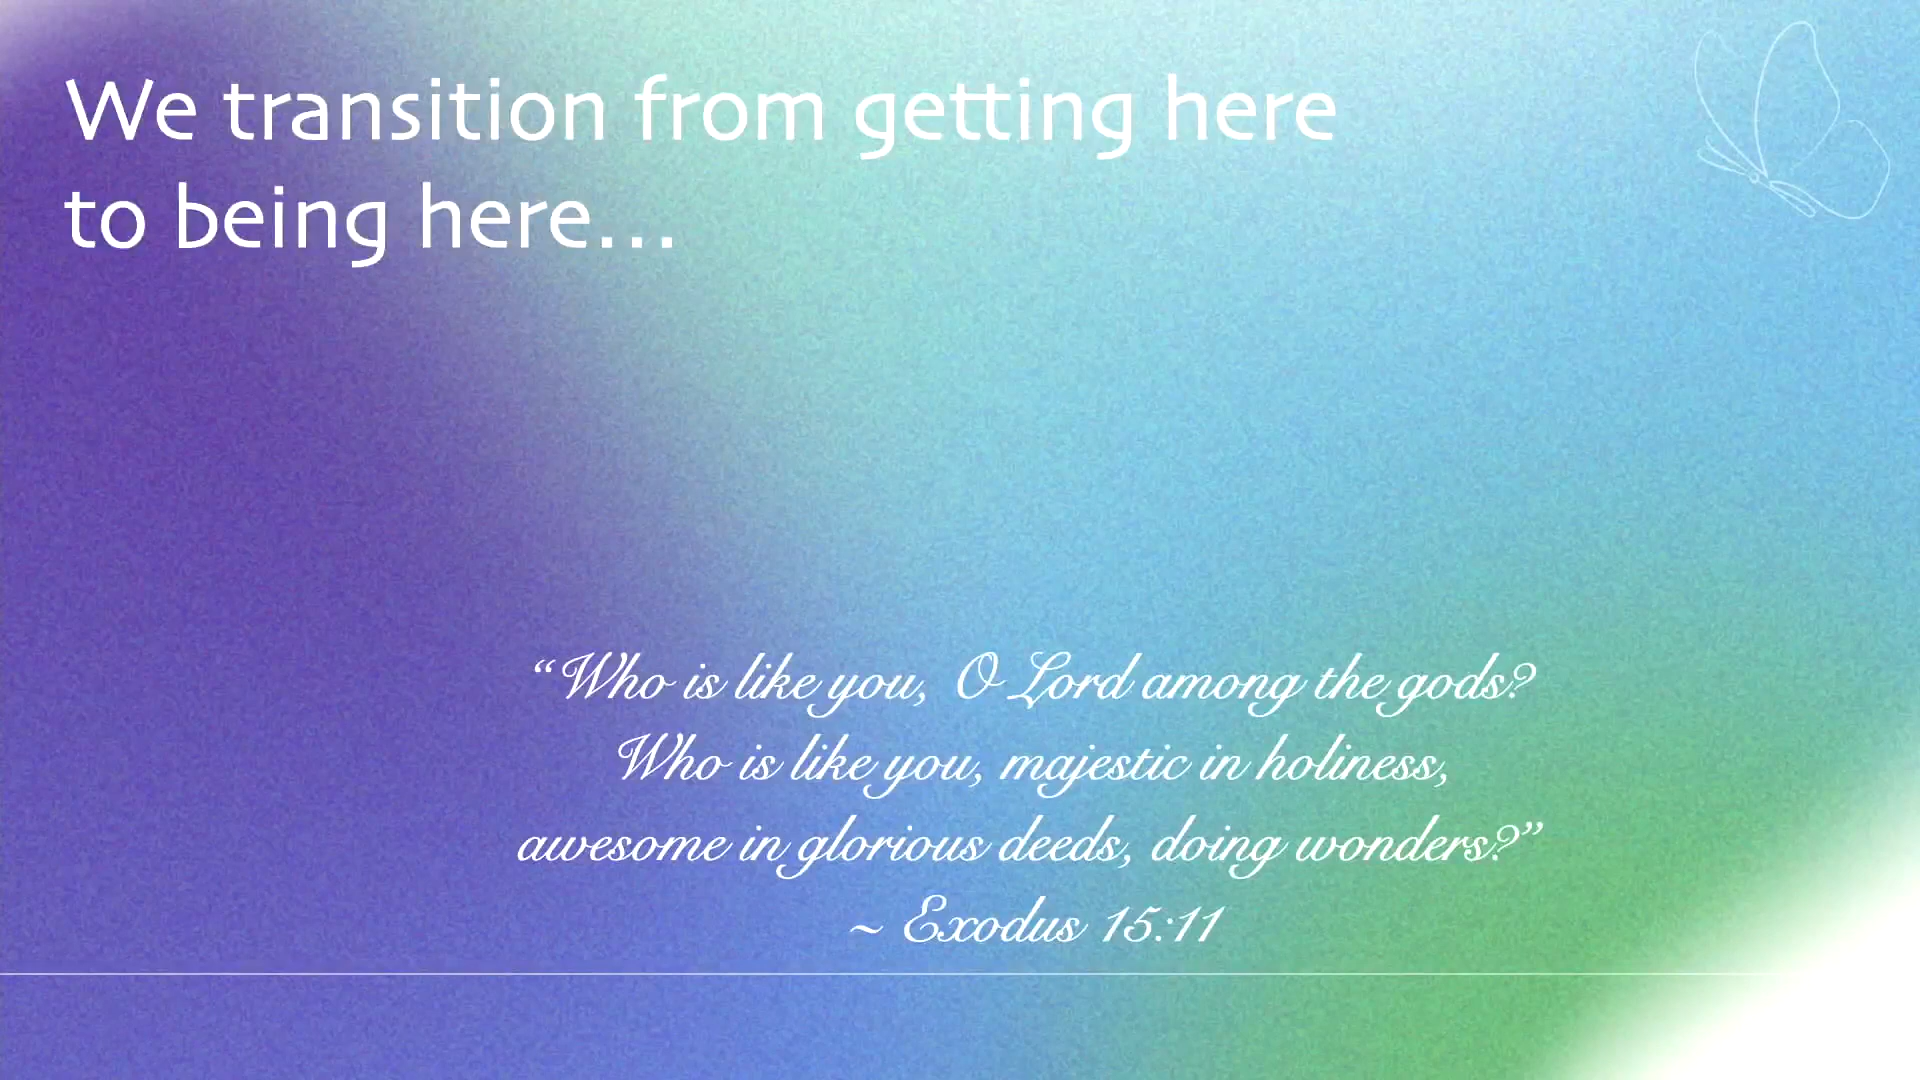 We transition from getting here
to being here...
“Who is like you, O Lord among the gods?
Who is like you, majestic in holiness,
awesome in glorious deeds, doing wonders?”
~ Exodus 15:11